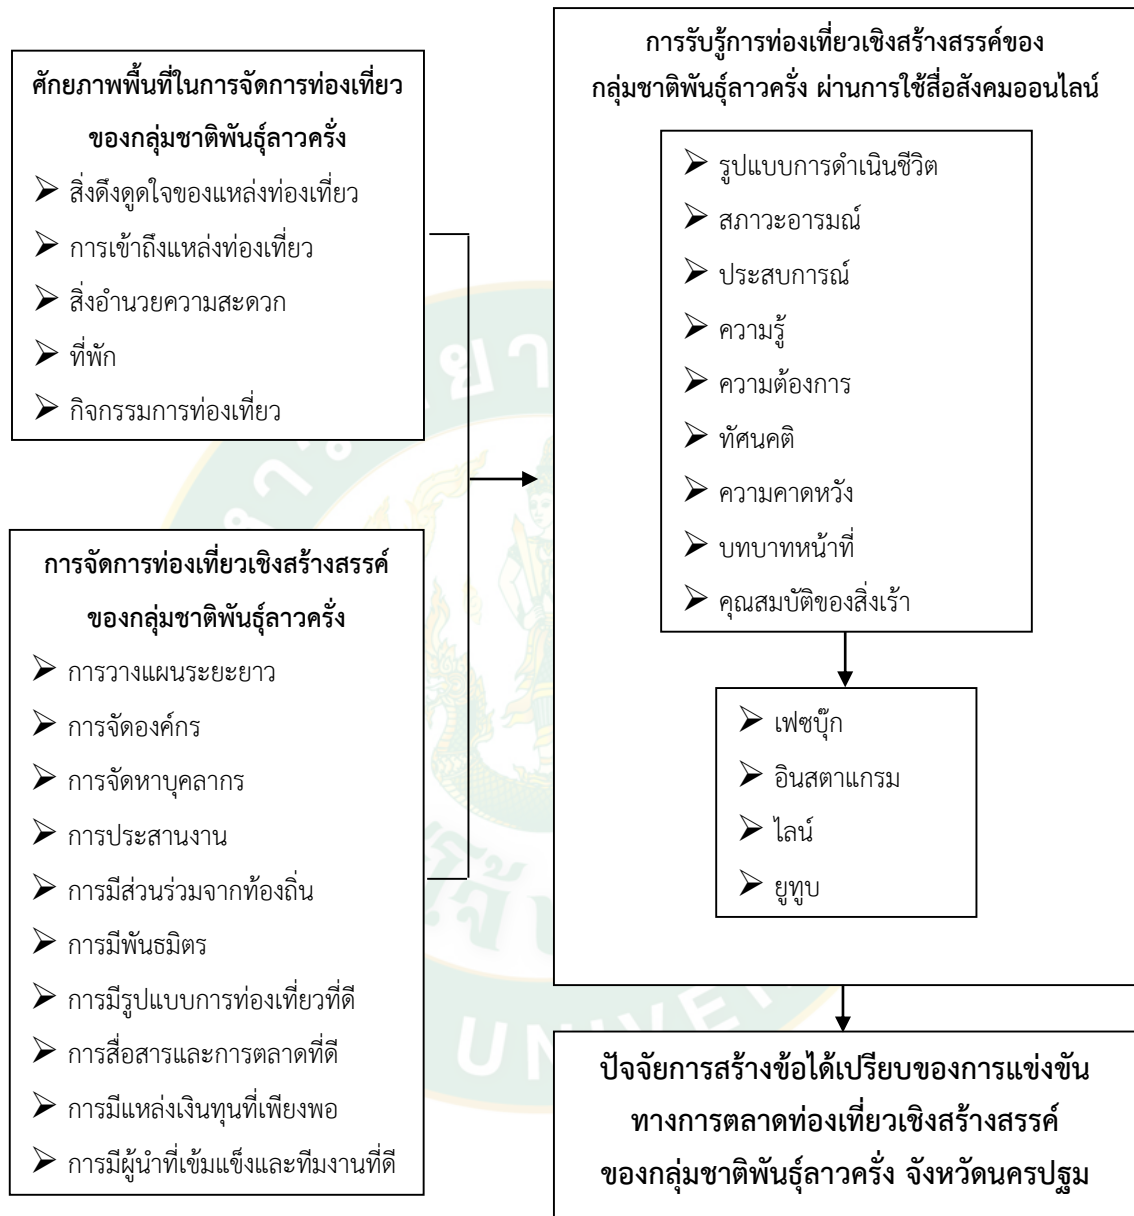 ศักยภาพพื้นที่ในการจัดการท่องเที่ยว
ของกลุ่มชาติพันธุ์ลาวครั่ง
➢ สิ่งดึงดูดใจของแหล่งท่องเที่ยว
➢ การเข้าถึงแหล่งท่องเที่ยว
➢ สิ่งอำนวยความสะดวก
➢ ที่พัก
➢ กิจกรรมการท่องเที่ยว
การจัดการท่องเที่ยวเชิงสร้างสรรค์
ของกลุ่มชาติพันธุ์ลาวครั่ง
➢ การวางแผนระยะยาว
➢ การจัดองค์กร
➢ การจัดหาบุคลากร
➢ การประสานงาน
➢ การมีส่วนร่วมจากท้องถิ่น
➢ การมีพันธมิตร
➢ การมีรูปแบบการท่องเที่ยวที่ดี
➢ การสื่อสารและการตลาดที่ดี
➢ การมีแหล่งเงินทุนที่เพียงพอ
➢ การมีผู้นำที่เข้มแข็งและทีมงานที่ดี
การรับรู้การท่องเที่ยวเชิงสร้างสรรค์ของ
กลุ่มชาติพันธุ์ลาวครั่ง ผ่านการใช้สื่อสังคมออนไลน์
➢ รูปแบบการดำเนินชีวิต
➢ สภาวะอารมณ์
➢ ประสบการณ์
➢ ความรู้
➢ ความต้องการ
➢ ทัศนคติ
➢ ความคาดหวัง
➢ บทบาทหน้าที่
➢ คุณสมบัติของสิ่งเร้า
➢ เฟซบุ๊ก
➢ อินสตาแกรม
➢ ไลน์
➢ ยูทูบ
ปัจจัยการสร้างข้อได้เปรียบของการแข่งขัน
ทางการตลาดท่องเที่ยวเชิงสร้างสรรค์
ของกลุ่มชาติพันธุ์ลาวครั่ง จังหวัดนครปฐม